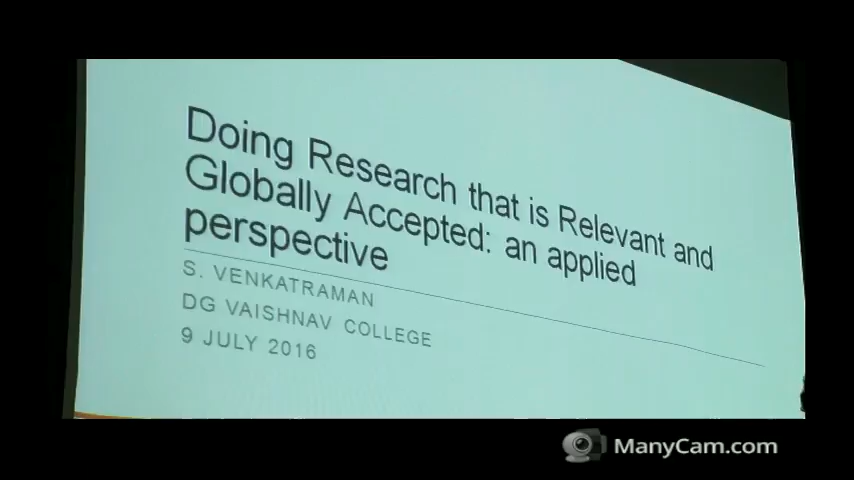 Doing Research that is Relevant and
Globally Accepted: an applied
perspective
S. VENKATRAMAN
DG VAISHNAV COLLEGE
9 JULY 2016
ManyCam.com